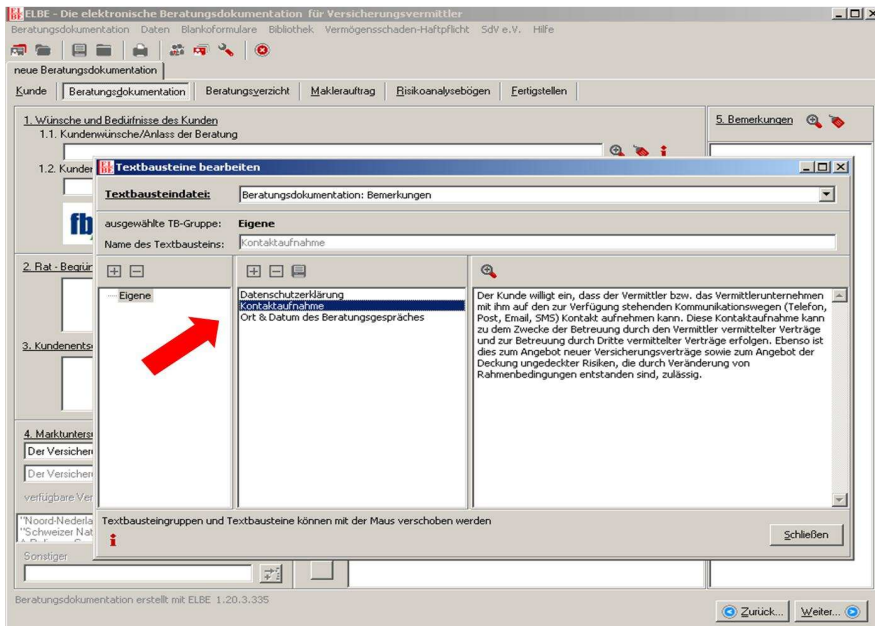 ELBE - Die elektronische Beratungsdokumentation für Versicherungsvermittler
Beratungsdokumentation Daten Blankoformulare Bibliothek Vermögensschaden-Haftpflicht SdV e.V. Hilfe
neue Beratungsdokumentation
Kunde Beratungsdokumentation Beratungsverzicht Maklerauftrag Risikoanalysebögen Fertigstellen
1. Wünsche und Bedürfnisse des Kunden
5. Bemerkungen
1.1. Kundenwünsche/Anlass der Beratung
1.2. Kunden
Textbausteine bearbeiten
Textbausteindatei: Beratungsdokumentation: Bemerkungen
fb
ausgewählte TB-Gruppe: Eigene
Name des Textbausteins: Kontaktaufnahme
2. Rat - Begrün
Eigene
Datenschutzerklärung
Kontaktaufnahme
Ort & Datum des Beratungsgespräches
Der Kunde willigt ein, dass der Vermittler bzw. das Vermittlerunternehmen
mit ihm auf den zur Verfügung stehenden Kommunikationswegen (Telefon,
Post, Email, SMS) Kontakt aufnehmen kann. Diese Kontaktaufnahme kann
zu dem Zwecke der Betreuung durch den Vermittler vermittelter Verträge
und zur Betreuung durch Dritte vermittelter Verträge erfolgen. Ebenso ist
dies zum Angebot neuer Versicherungsverträge sowie zum Angebot der
Deckung ungedeckter Risiken, die durch Veränderung von
Rahmenbedingungen entstanden sind, zulässig.
3. Kundenents
4. Marktunters
Der Versicher
Der Versicher
verfügbare Ver
"Noord-Nederla
"Schweizer Nat
Textbausteingruppen und Textbausteine können mit der Maus verschoben werden
Schließen
Sonstiger
Beratungsdokumentation erstellt mit ELBE 1.20.3.335
Zurück... Weiter...